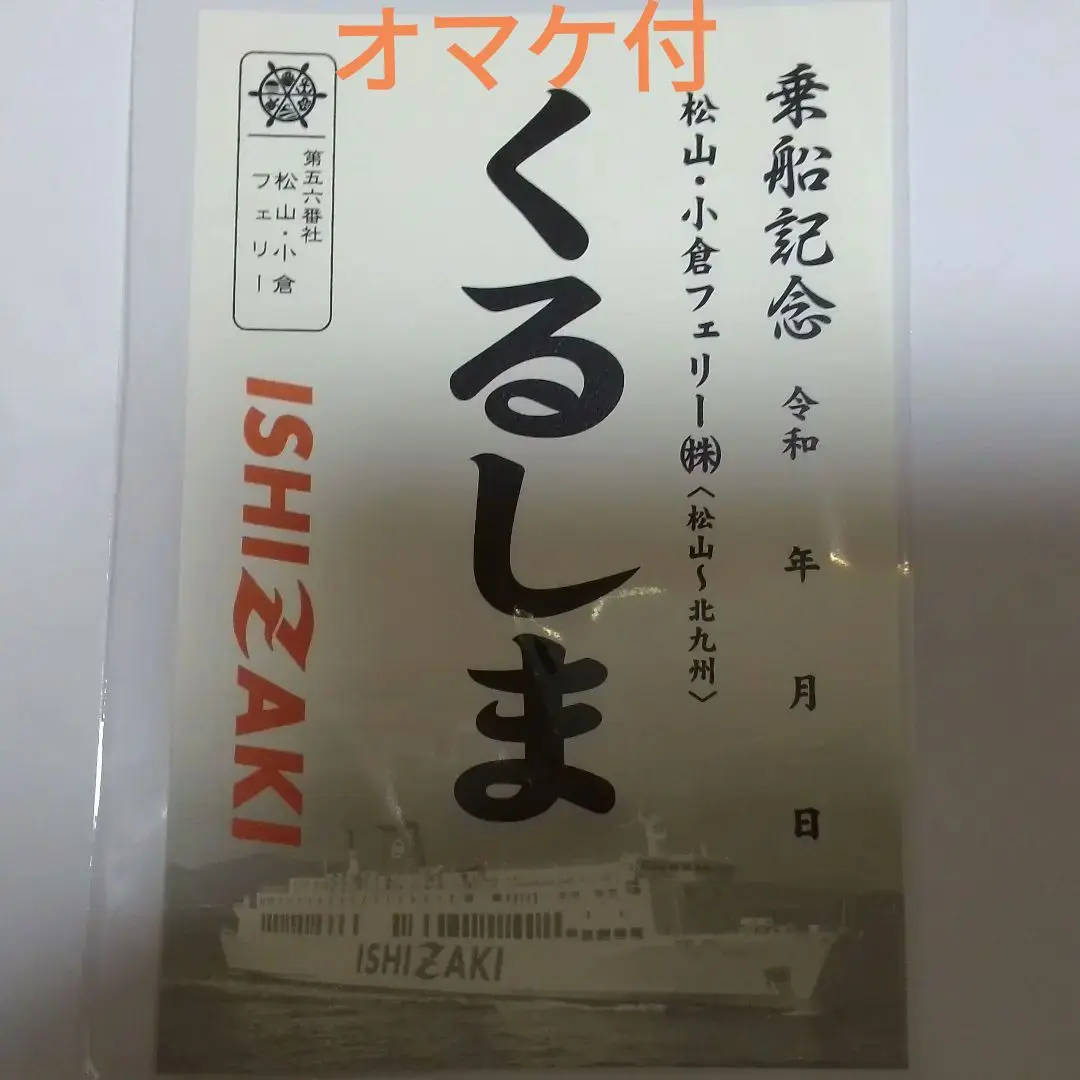 オマケ付
乗船記念 令和 年 月 日
松山・小倉フェリー㈱〈松山〜北九州〉
くるしま
第五六番社
松山・小倉
フェリー
ISHIZAKI
ISHIZAKI